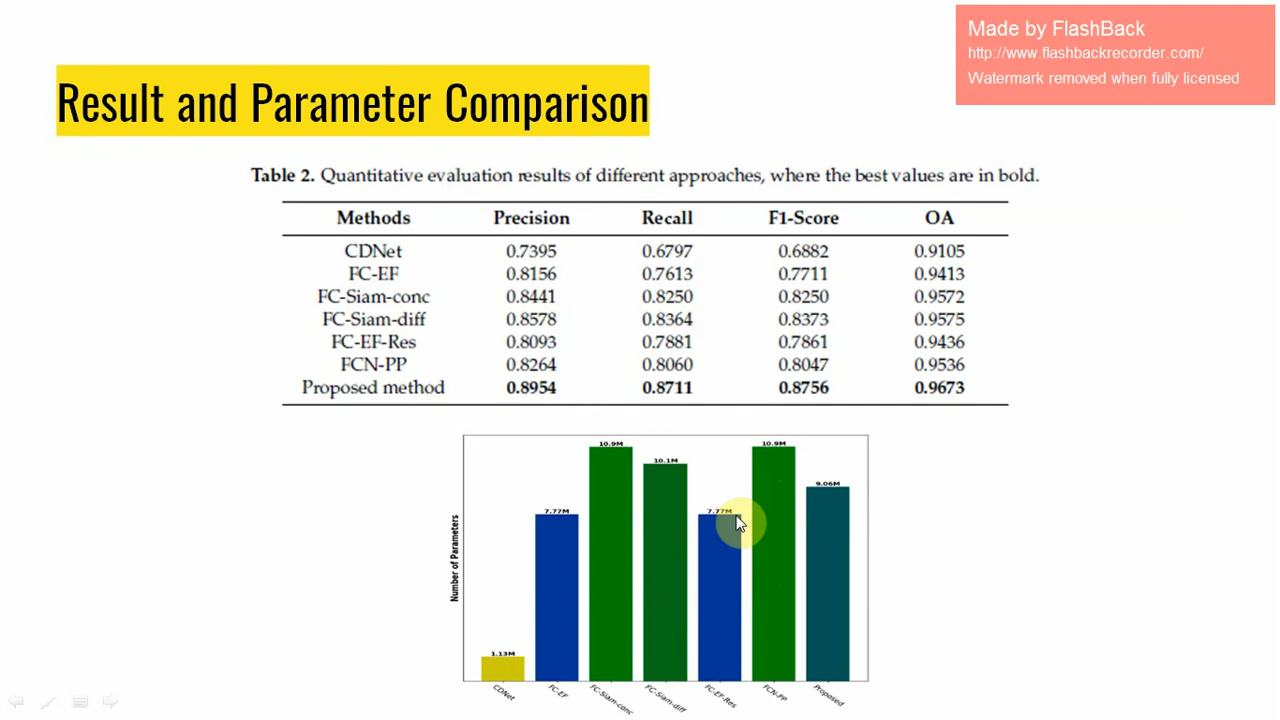 Made by FlashBack
http://www.flashbackrecorder.com/
Watermark removed when fully licensed
Result and Parameter Comparison
Table 2. Quantitative evaluation results of different approaches, where the best values are in bold.
Methods Precision Recall F1-Score OA
CDNet 0.7395 0.6797 0.6882 0.9105
FC-EF 0.8156 0.7613 0.7711 0.9413
FC-Siam-conc 0.8441 0.8250 0.8250 0.9572
FC-Siam-diff 0.8578 0.8364 0.8373 0.9575
FC-EF-Res 0.8093 0.7881 0.7861 0.9436
FCN-PP 0.8264 0.8060 0.8047 0.9536
Proposed method 0.8954 0.8711 0.8756 0.9673
Number of Parameters
1.13M 7.77M 10.9M 10.1M 7.77M 10.9M 9.06M
CDNet FC-EF FC-Siam-conc FC-Siam-diff FC-EF-Res FCN-PP Proposed